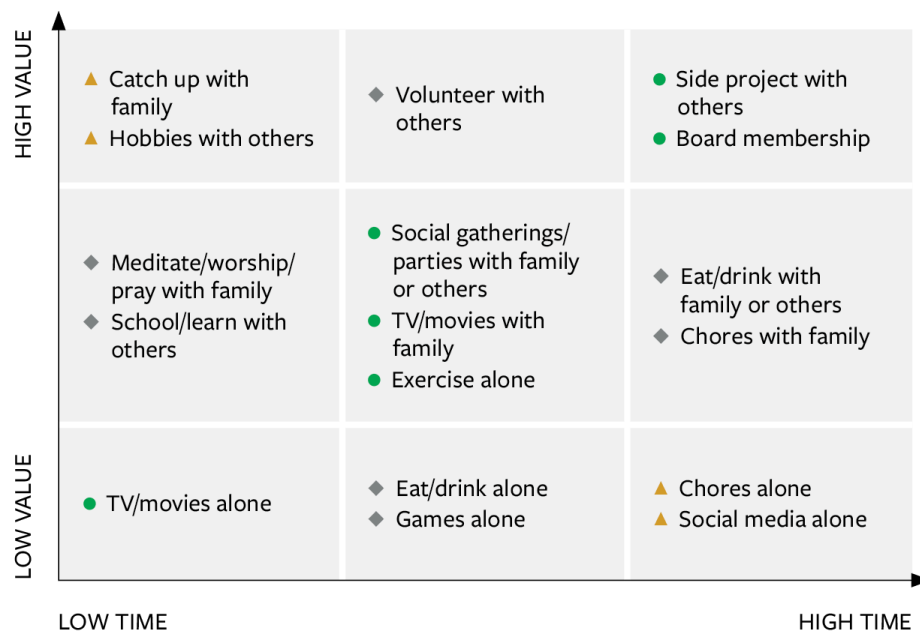 HIGH VALUE
Catch up with
family
Hobbies with others
Volunteer with
others
Side project with
others
Board membership
Meditate/worship/
pray with family
School/learn with
others
Social gatherings/
parties with family
or others
TV/movies with
family
Exercise alone
Eat/drink with
family or others
Chores with family
LOW VALUE
TV/movies alone
Eat/drink alone
Games alone
Chores alone
Social media alone
LOW TIME
HIGH TIME